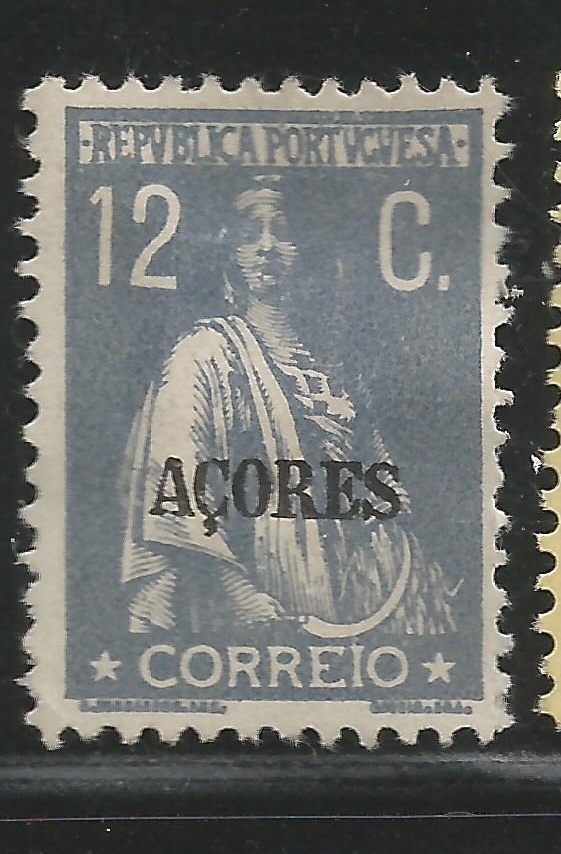 ·REPVBLICA PORTVGVESA·
12 C.
AÇORES
★ CORREIO ★